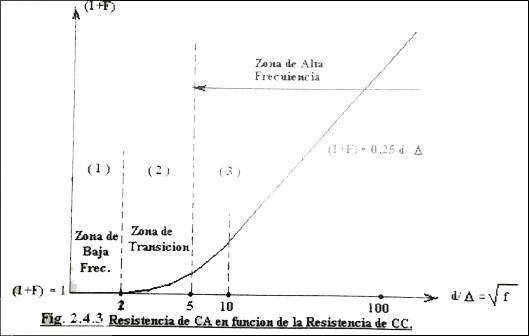 (1+F)
Zona de Alta
Frecuiencia
(1+F) = 0,25 d/ Δ
(1)
(2)
(3)
Zona de
Baja
Frec.
Zona de
Transicion
(1+F) = 1
2
5
10
100
d/ Δ = √f
Fig. 2.4.3 Resistencia de CA en funcion de la Resistencia de CC.